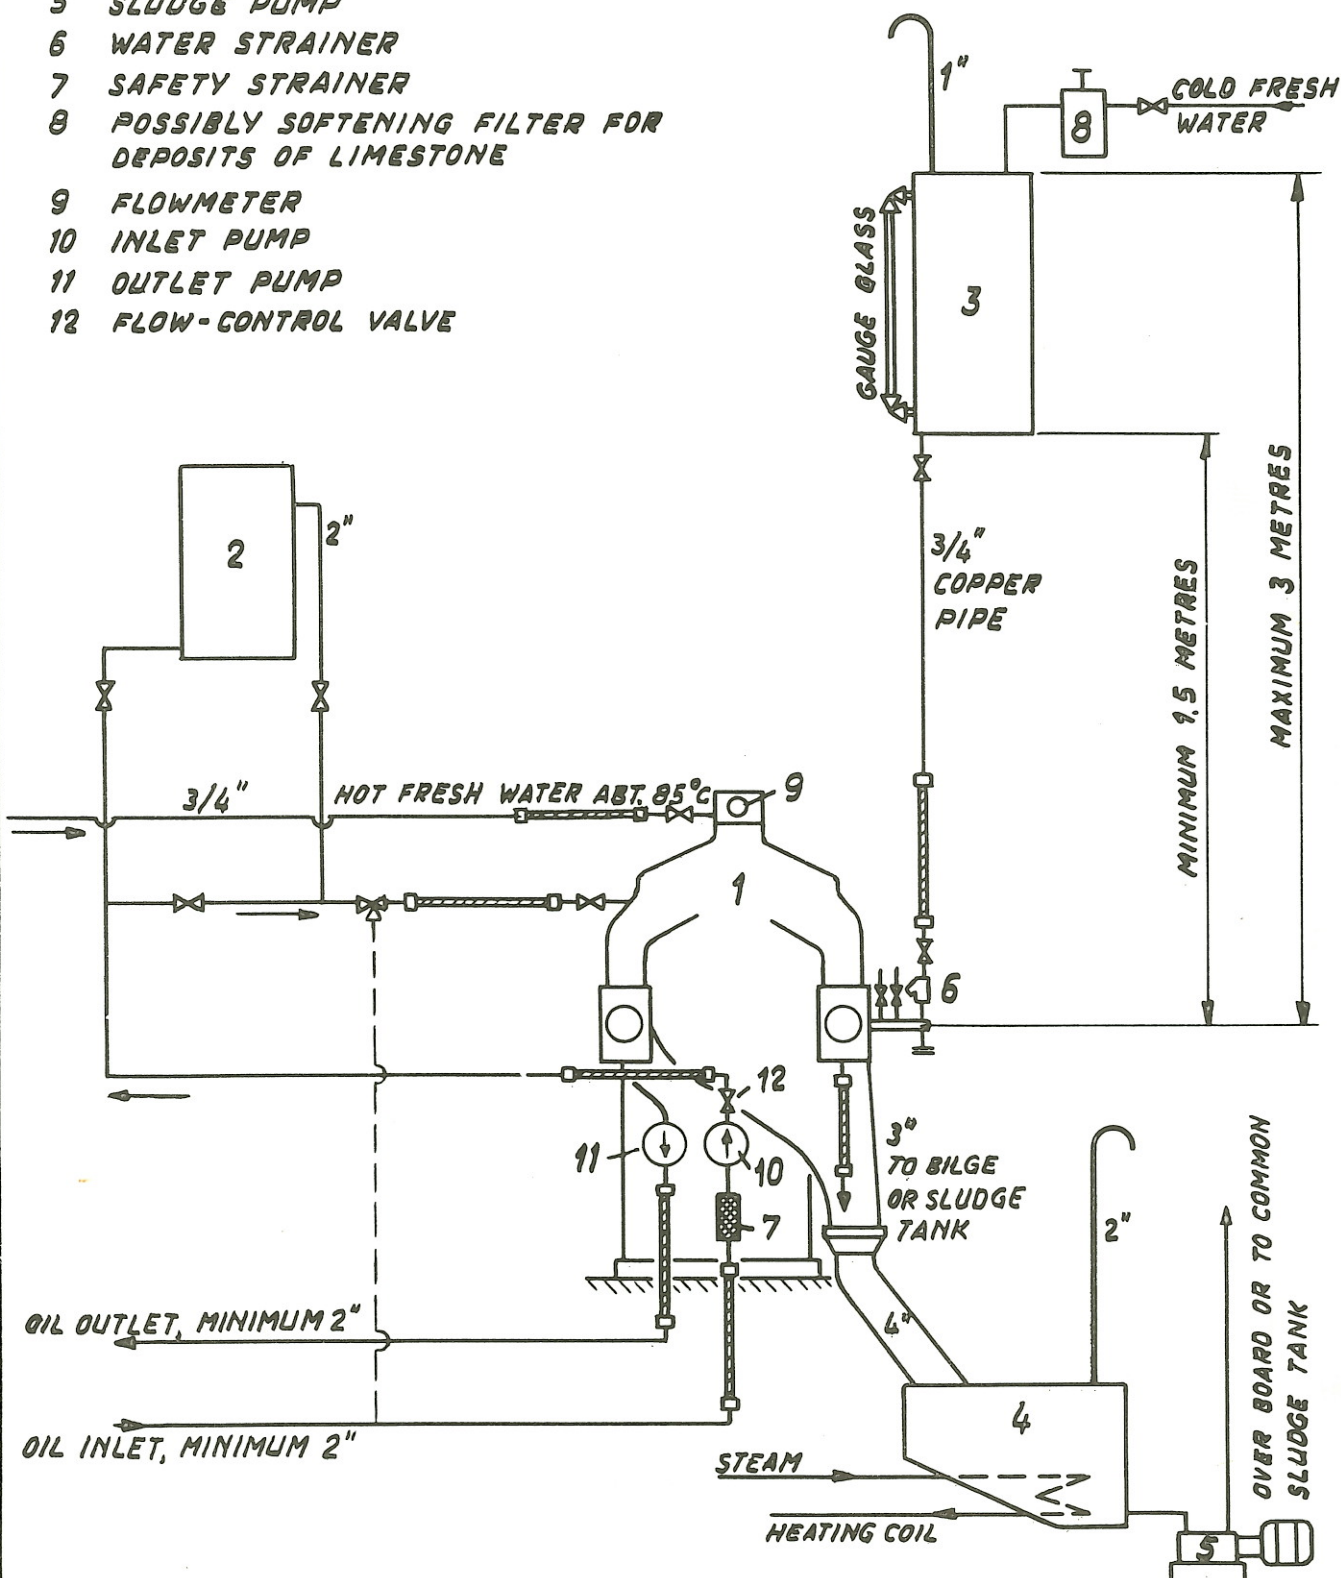 5 SLUDGE PUMP
6 WATER STRAINER
7 SAFETY STRAINER
8 POSSIBLY SOFTENING FILTER FOR
DEPOSITS OF LIMESTONE
9 FLOWMETER
10 INLET PUMP
11 OUTLET PUMP
12 FLOW-CONTROL VALVE
1"
COLD FRESH
WATER
8
GAUGE GLASS
3
2
2"
3/4"
COPPER
PIPE
MINIMUM 1.5 METRES
MAXIMUM 3 METRES
3/4"
HOT FRESH WATER ABT. 85°C
9
1
6
12
11
10
7
3"
TO BILGE
OR SLUDGE
TANK
2"
OVER BOARD OR TO COMMON
SLUDGE TANK
OIL OUTLET, MINIMUM 2"
4"
OIL INLET, MINIMUM 2"
4
STEAM
HEATING COIL
5